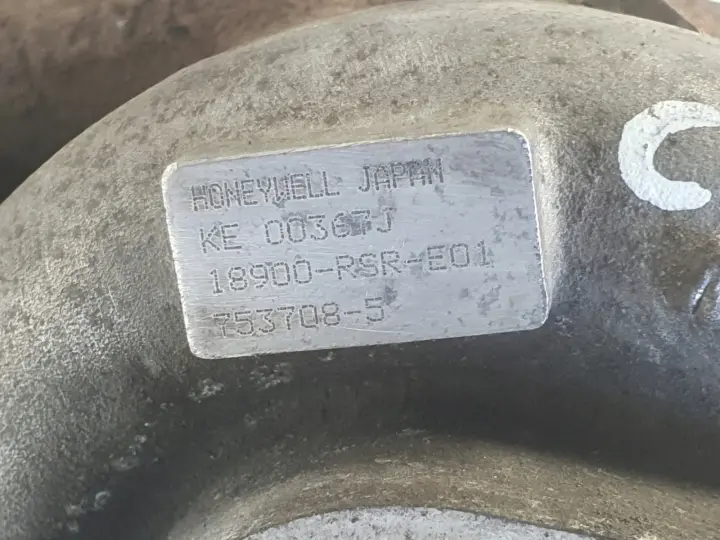 HONEYWELL JAPAN
KE 00367J
18900-RSR-E01
753708-5
C